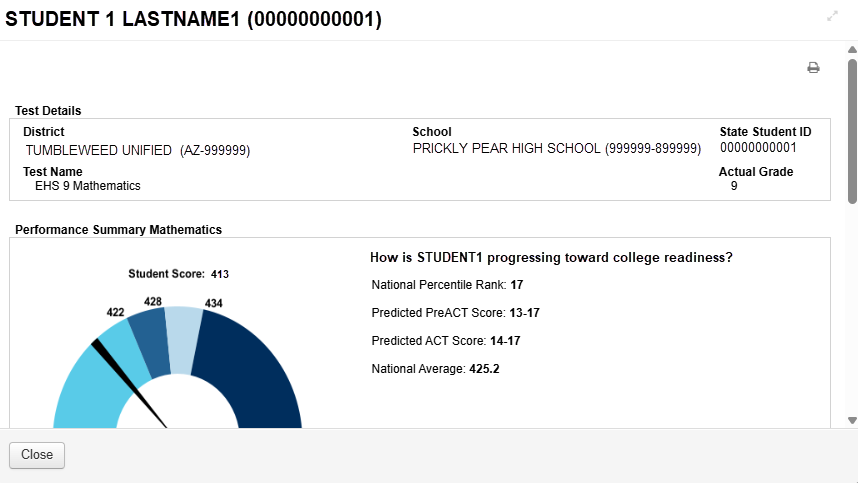 STUDENT 1 LASTNAME1 (00000000001)
Test Details
District School State Student ID
TUMBLEWEED UNIFIED (AZ-999999) PRICKLY PEAR HIGH SCHOOL (999999-899999) 00000000001
Test Name Actual Grade
EHS 9 Mathematics 9
Performance Summary Mathematics
How is STUDENT1 progressing toward college readiness?
Student Score: 413
National Percentile Rank: 17
422 428 434
Predicted PreACT Score: 13-17
Predicted ACT Score: 14-17
National Average: 425.2
Close